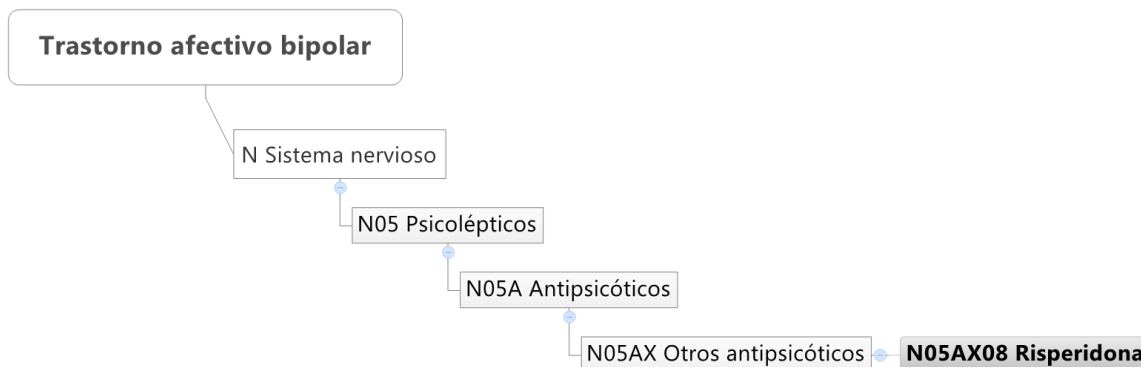 Trastorno afectivo bipolar
N Sistema nervioso
N05 Psicolépticos
N05A Antipsicóticos
N05AX Otros antipsicóticos
N05AX08 Risperidona